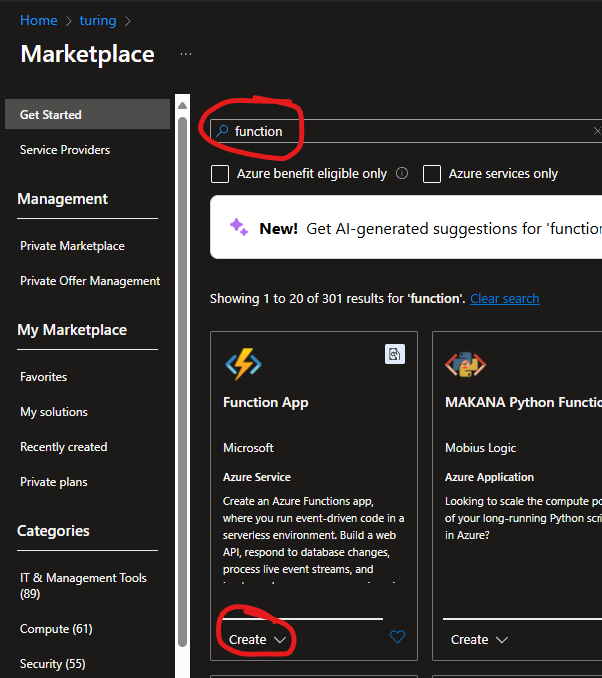 Home > turing >
Marketplace ...
Get Started
Service Providers
Management
Private Marketplace
Private Offer Management
My Marketplace
Favorites
My solutions
Recently created
Private plans
Categories
IT & Management Tools
(89)
Compute (61)
Security (55)
function
Azure benefit eligible only
Azure services only
New! Get AI-generated suggestions for 'function
Showing 1 to 20 of 301 results for 'function'. Clear search
Function App
Microsoft
Azure Service
Create an Azure Functions app,
where you run event-driven code in a
serverless environment. Build a web
API, respond to database changes,
process live event streams, and
Create
MAKANA Python Functio
Mobius Logic
Azure Application
Looking to scale the compute po
of your long-running Python scri
in Azure?
Create